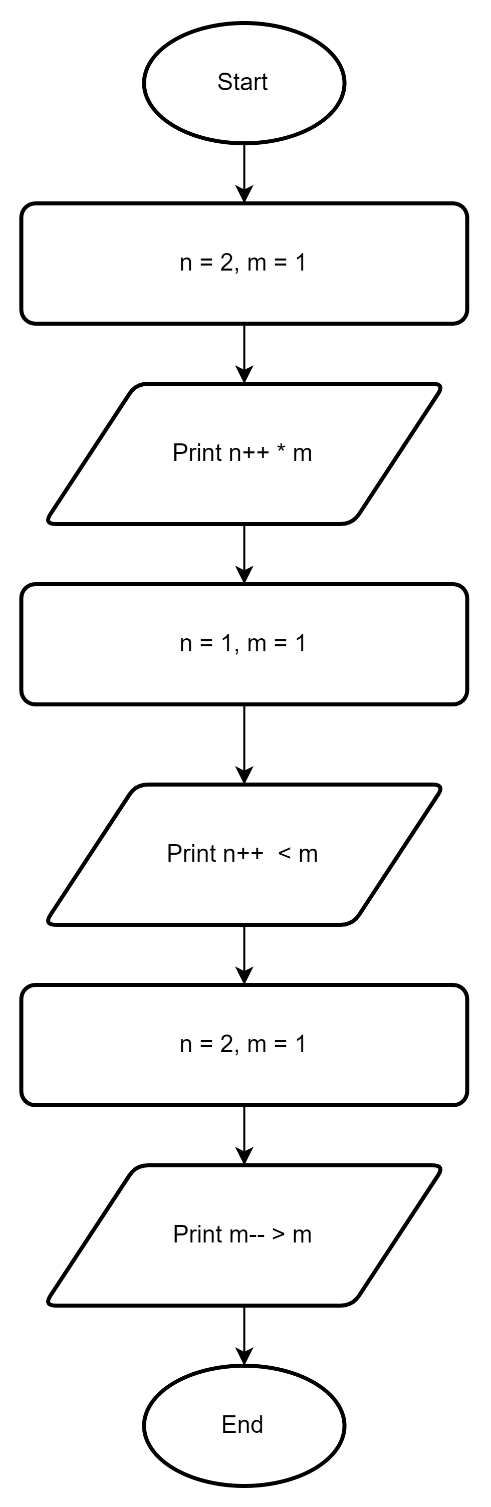 Start
n = 2, m = 1
Print n++ * m
n = 1, m = 1
Print n++  < m
n = 2, m = 1
Print m-- > m
End